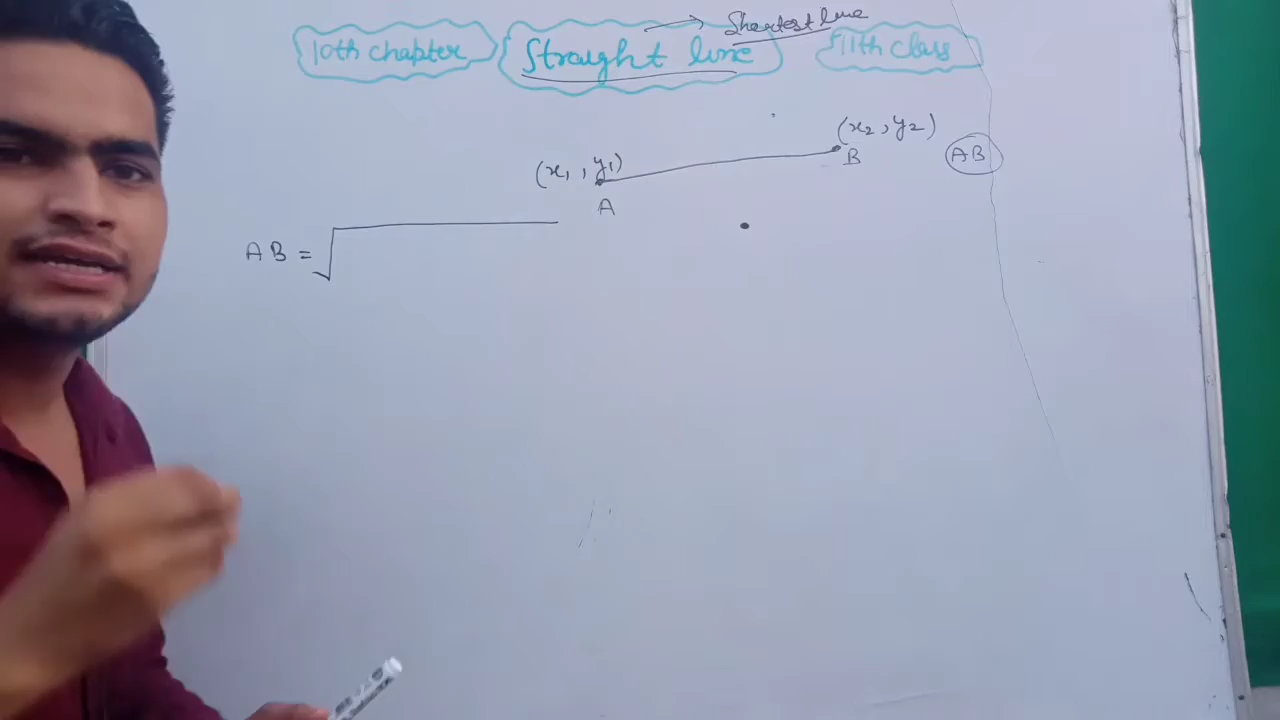 Shortest line
10th chapter Straight line 11th class
(x₂, y₂)
(x₁, y₁) B AB
A
AB = √